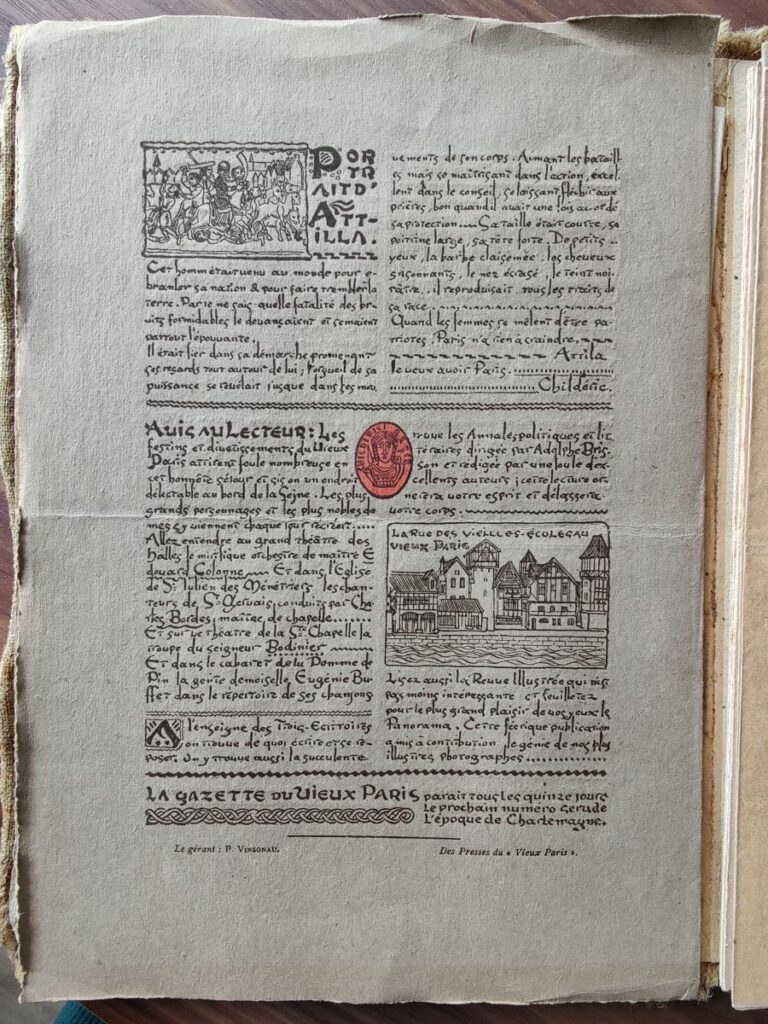 PORTRAIT D'ATTILLA.
Cet homme était venu au monde pour é-
branler sa nation & pour faire trembler la
terre. Par je ne sais quelle fatalité des br-
uits formidables le devançaient et semaient
partout l'épouvante.
Il était fier dans sa démarche promenant
ses regards tout autour de lui; l'orgueil de sa
puissance se révélait jusque dans les mou
vements de son corps. Aimant les bataill-
es mais se maîtrisant dans l'action, excel-
lent dans le conseil, se laissant fléchir aux
prières, bon quand il avait une fois accordé
sa protection. Sa taille était courte, sa
poitrine large, sa tête forte. De petits
yeux, la barbe clairsemée, les cheveux
grisonnants, le nez écrasé, le teint noi-
râtre, il reproduisait tous les traits de
sa race
Quand les femmes se mêlent d'être pa-
triotes, Paris n'a rien à craindre.
Attila
Je veux avoir Paris.
Childéric.
AVIS AU LECTEUR: Les
festins et divertissements du Vieux
Paris attirent foule nombreuse en
cet honnête séjour et sis en un endroit
délectable au bord de la Seine. Les plus
grands personnages et les plus nobles da-
mes y viennent chaque jour
Allez entendre au grand théâtre des
Halles le mirifique orchestre de maître É
douard Colonne Et dans l'Eglise
de St Julien des Ménétriers les chan-
teurs de St Gervais, conduits par Cha-
rles Bordes, maître de chapelle
Et sur le théâtre de la Ste Chapelle la
troupe du seigneur Bodinier
Et dans le cabaret de la Pomme de
Pin la gente demoiselle Eugénie Bu-
ffet dans le répertoire de ses chansons
A l'enseigne des Trois-Ecritoires
on trouve de quoi écrire et se re-
poser. On y trouve aussi la succulente
CHILDIRICI REGIS
revue les Annales politiques et lit-
téraires dirigée par Adolphe Bris-
son et rédigée par une foule d'ex-
cellents auteurs; cette lecture or-
nera votre esprit et délassera
votre corps.
LA RUE DES VIELLES-ECOLES AU
VIEUX PARIS
Lisez aussi la Revue Illustrée qui n'est
pas moins intéressante et feuilletez
pour le plus grand plaisir de vos yeux le
Panorama. Cette féerique publication
a mis à contribution le génie de nos plus
illustres photographes
LA GAZETTE DU VIEUX PARIS paraît tous les quinze jours
le prochain numéro sera de
l'époque de Charlemagne.
Le gérant : P. VINSONAU.
Des Presses du « Vieux Paris ».